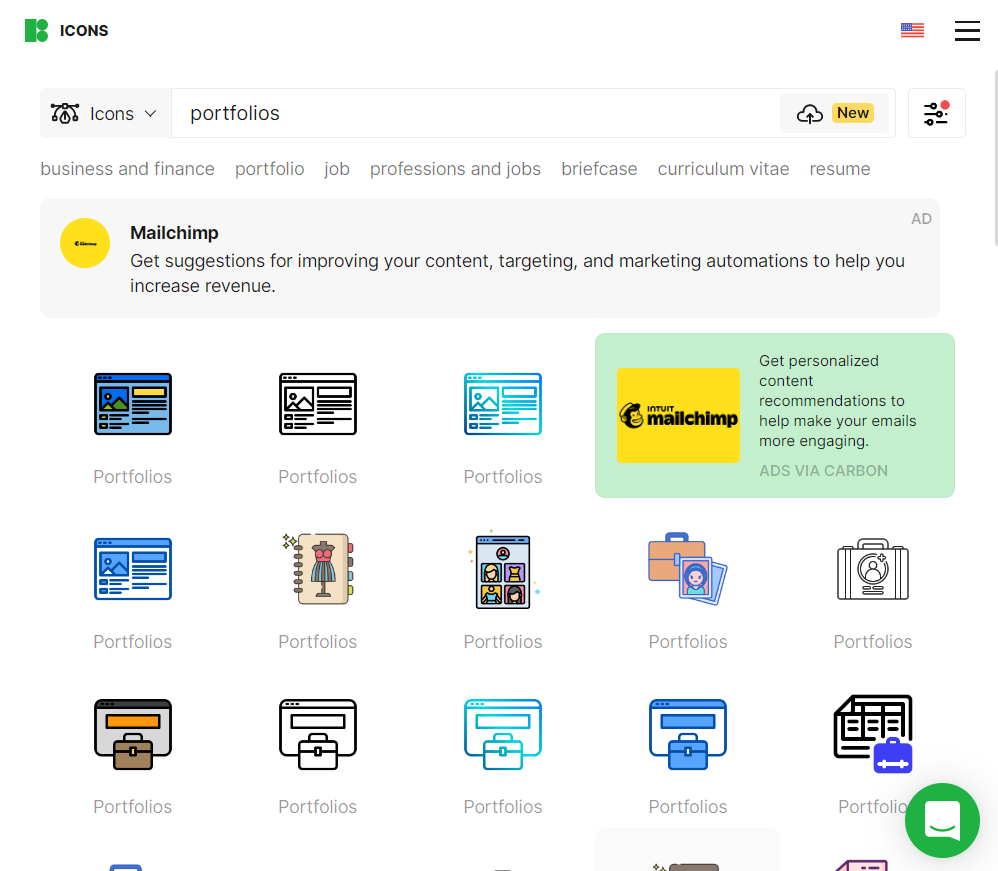 ICONS
Icons
portfolios
New
business and finance portfolio job professions and jobs briefcase curriculum vitae resume
AD
Mailchimp
Get suggestions for improving your content, targeting, and marketing automations to help you
increase revenue.
Portfolios
Portfolios
Portfolios
INTUIT
mailchimp
Get personalized
content
recommendations to
help make your emails
more engaging.
ADS VIA CARBON
Portfolios
Portfolios
Portfolios
Portfolios
Portfolios
Portfolios
Portfolios
Portfolios
Portfolios
Portfolio